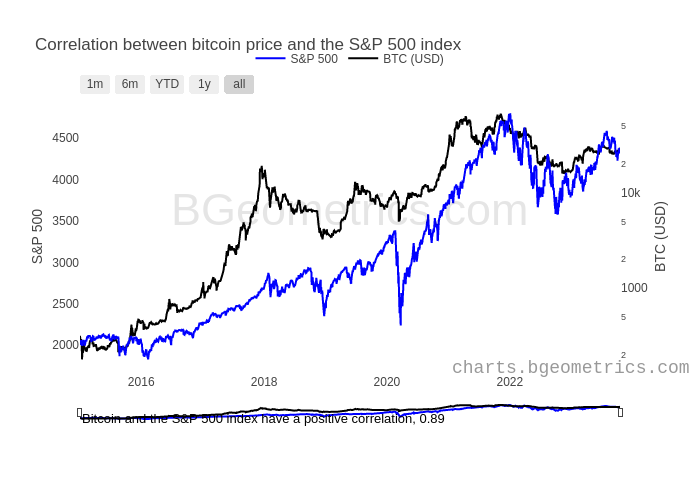 Correlation between bitcoin price and the S&P 500 index
S&P 500 BTC (USD)
1m 6m YTD 1y all
BGeometrics.com
S&P 500
4500
4000
3500
3000
2500
2000
5
2
10k
5
2
1000
5
2
BTC (USD)
charts.bgeometrics.com
2016 2018 2020 2022
Bitcoin and the S&P 500 index have a positive correlation, 0.89